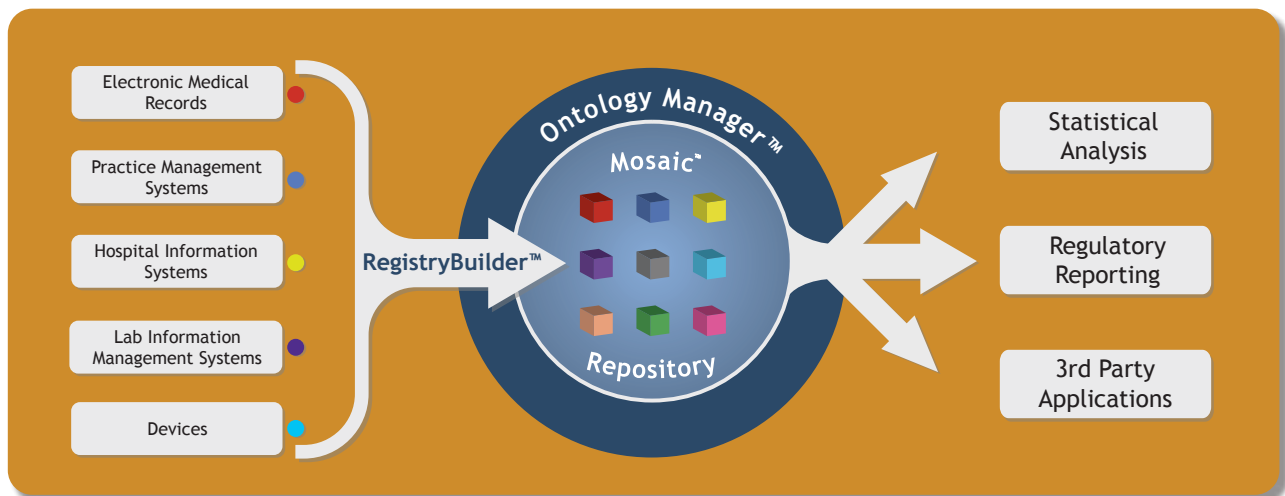 Electronic Medical
Records
Practice Management
Systems
Hospital Information
Systems
Lab Information
Management Systems
Devices
RegistryBuilder™
Ontology Manager™
Mosaic™
Repository
Statistical
Analysis
Regulatory
Reporting
3rd Party
Applications